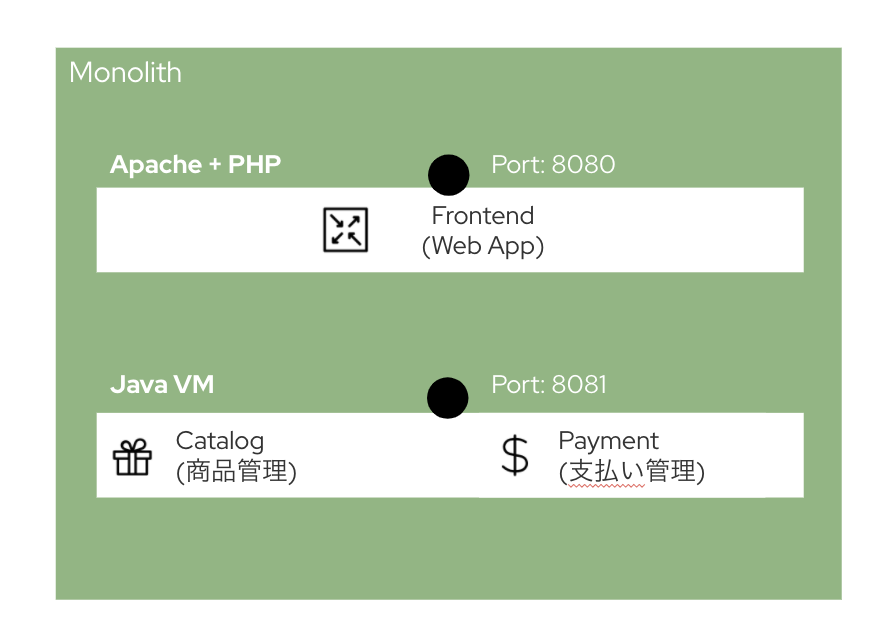 Monolith
Apache + PHP
Port: 8080
Frontend
(Web App)
Java VM
Port: 8081
Catalog
(商品管理)
Payment
(支払い管理)